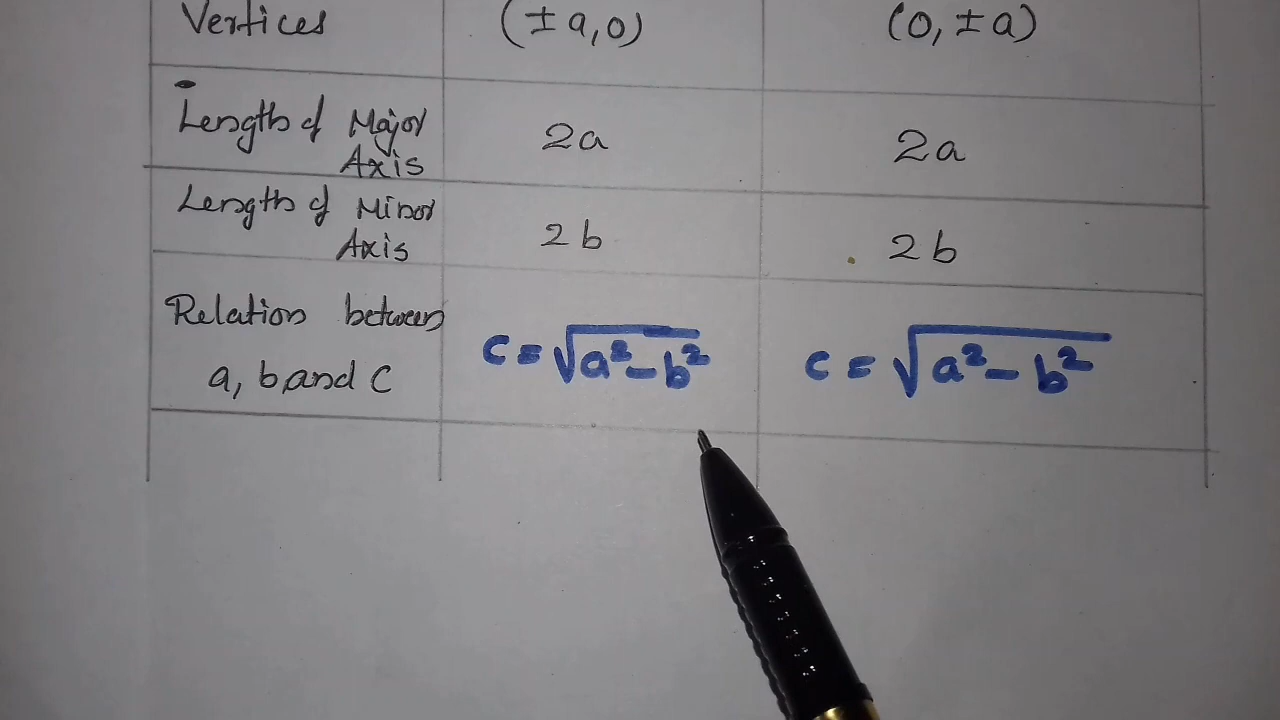 Vertices (±a,0) (0,±a)
Length of Major 2a 2a
Axis
Length of Minor 2b 2b
Axis
Relation between c = √a²-b² c = √a²-b²
a, b and c